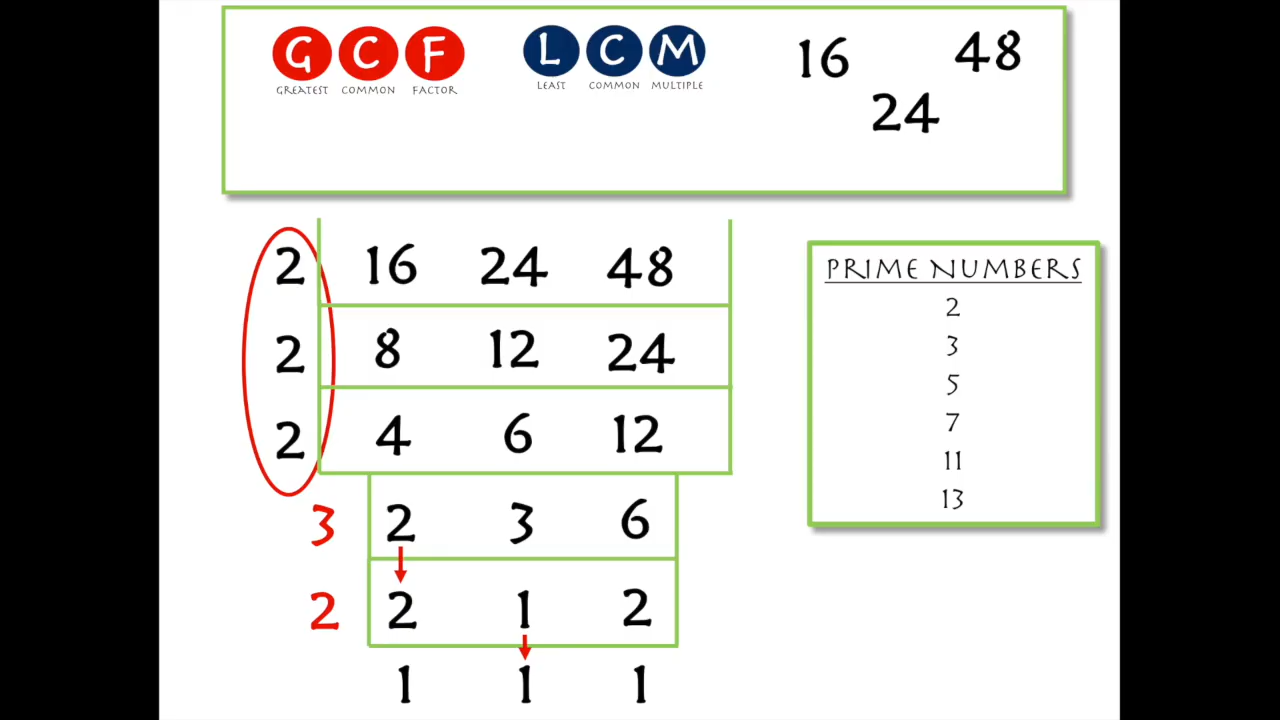 G C F L C M 16 48
GREATEST COMMON FACTOR LEAST COMMON MULTIPLE
24
2 16 24 48
2 8 12 24
2 4 6 12
3 2 3 6
2 2 1 2
1 1 1
PRIME NUMBERS
2
3
5
7
11
13